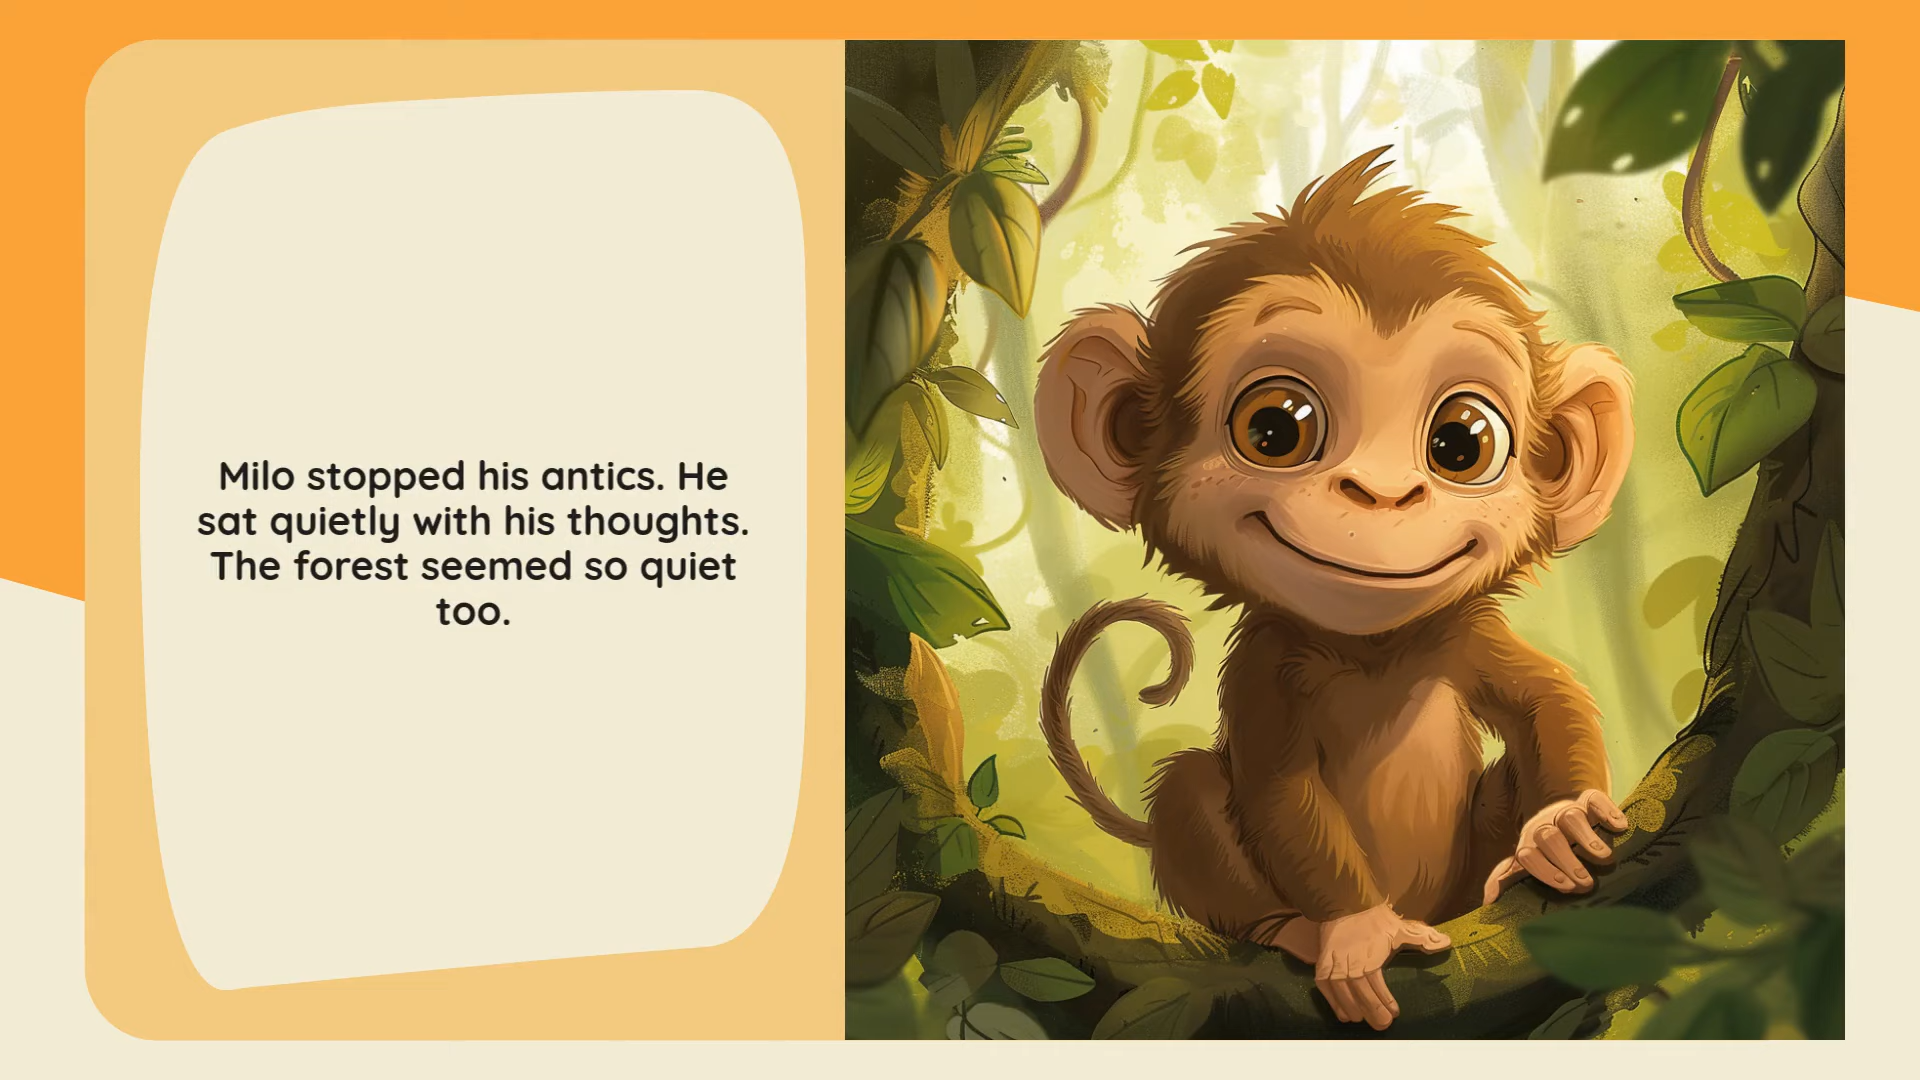 Milo stopped his antics. He
sat quietly with his thoughts.
The forest seemed so quiet
too.